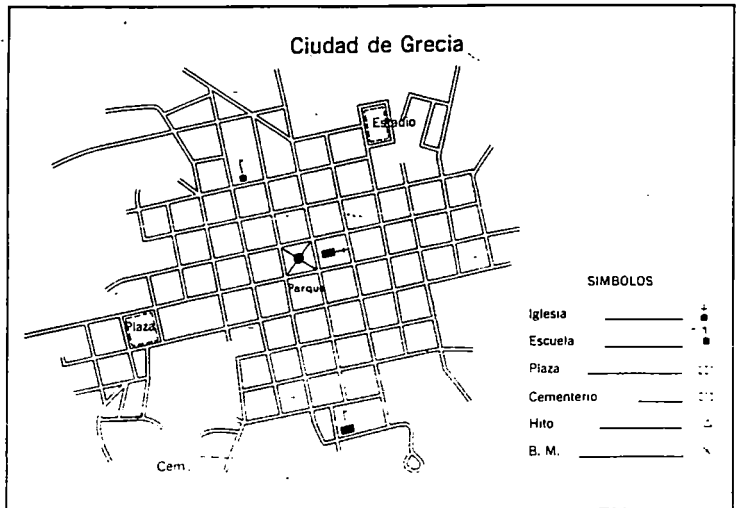 Ciudad de Grecia
Estadio
Parque
Plaza
Cem.
SIMBOLOS
Iglesia
Escuela
Plaza
Cementerio
Hito
B. M.